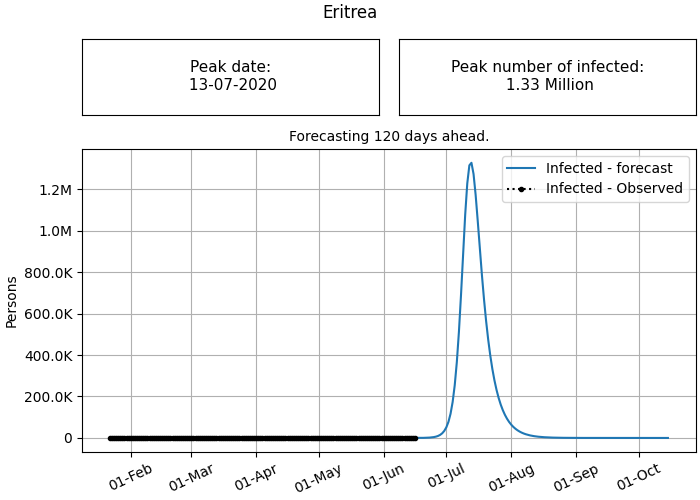 Eritrea
Peak date:
13-07-2020
Peak number of infected:
1.33 Million
Forecasting 120 days ahead.
Infected - forecast
Infected - Observed
Persons
1.2M
1.0M
800.0K
600.0K
400.0K
200.0K
0
01-Feb
01-Mar
01-Apr
01-May
01-Jun
01-Jul
01-Aug
01-Sep
01-Oct